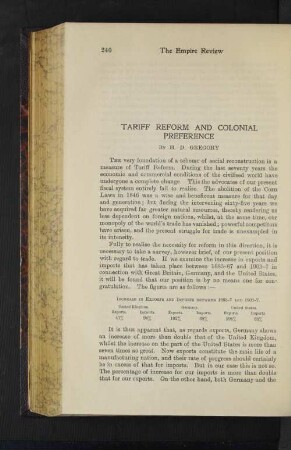 240 The Empire Review
TARIFF REFORM AND COLONIAL
PREFERENCE
BY H. D. GREGORY
THE very foundation of a scheme of social reconstruction is a
measure of Tariff Reform. During the last seventy years the
economic and commercial conditions of the civilised world have
undergone a complete change. This the advocates of our present
fiscal system entirely fail to realise. The abolition of the Corn
Laws in 1846 was a wise and beneficent measure for that day
and generation; but during the intervening sixty-five years we
have acquired far greater natural resources, thereby rendering us
less dependent on foreign nations, whilst, at the same time, our
monopoly of the world's trade has vanished; powerful competitors
have arisen, and the present struggle for trade is unexampled in
its intensity.
Fully to realise the necessity for reform in this direction, it is
necessary to take a survey, however brief, of our present position
with regard to trade. If we examine the increase in exports and
imports that has taken place between
in
connection with Great Britain, Germany, and the United States,
it will be found that our position is by no means one for con-
gratulation. The figures are as follows :—
INCREASE IN EXPORTS AND IMPORTS BETWEEN
United Kingdom. Germany. United States.
Exports. Imports. Exports. Imports. Exports. Imports.
It is thus apparent that, as regards exports, Germany shows
an increase of more than double that of the United Kingdom,
whilst the increase on the part of the United States is more than
seven times so great. Now exports constitute the main life of a
manufacturing nation, and their rate of progress should certainly
be in excess of that for imports. But in our case this is not so.
The percentage of increase for our imports is more than double
that for our exports. On the other hand, both Germany and the